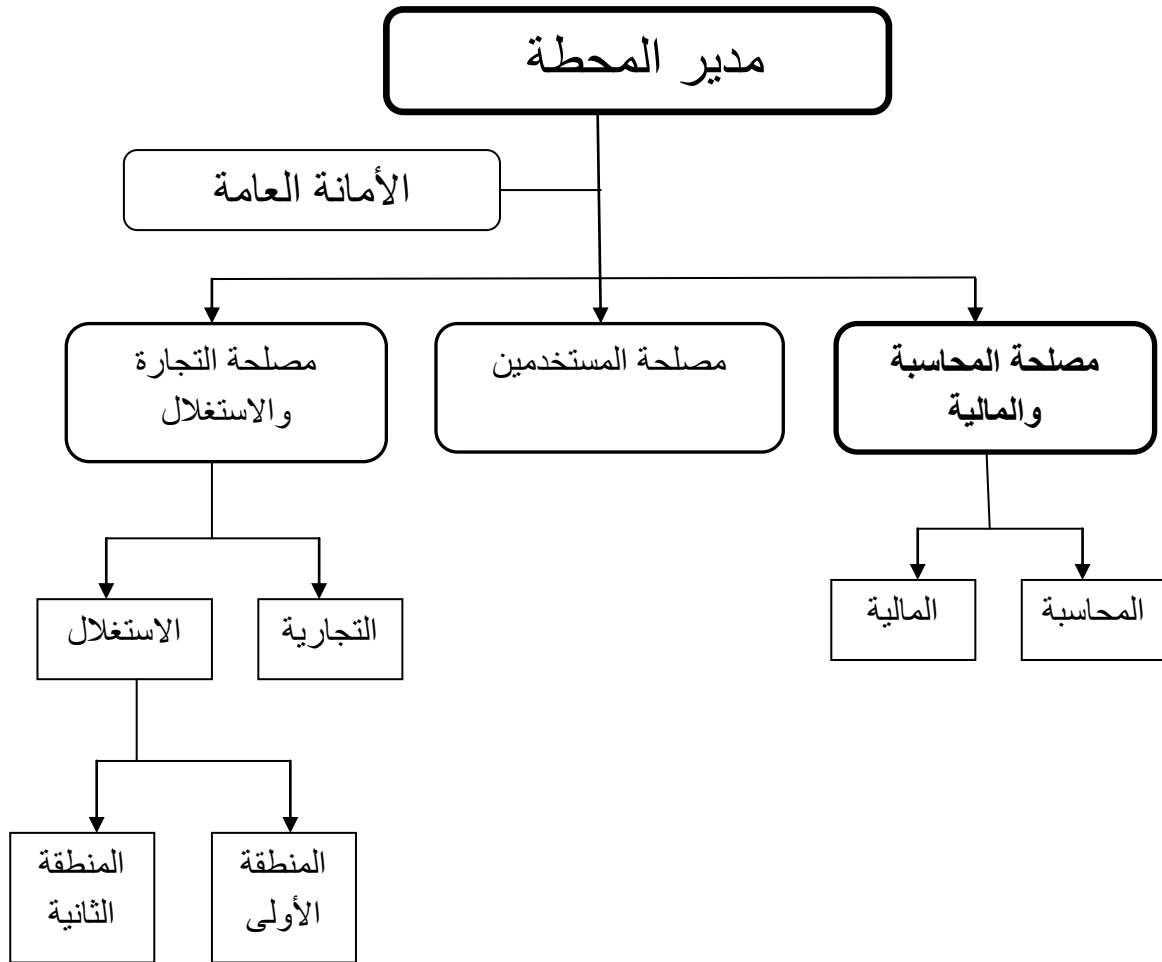 مدير المحطة
الأمانة العامة
مصلحة المحاسبة
والمالية
مصلحة المستخدمين
مصلحة التجارة
والاستغلال
المحاسبة
المالية
التجارية
الاستغلال
المنطقة
الأولى
المنطقة
الثانية